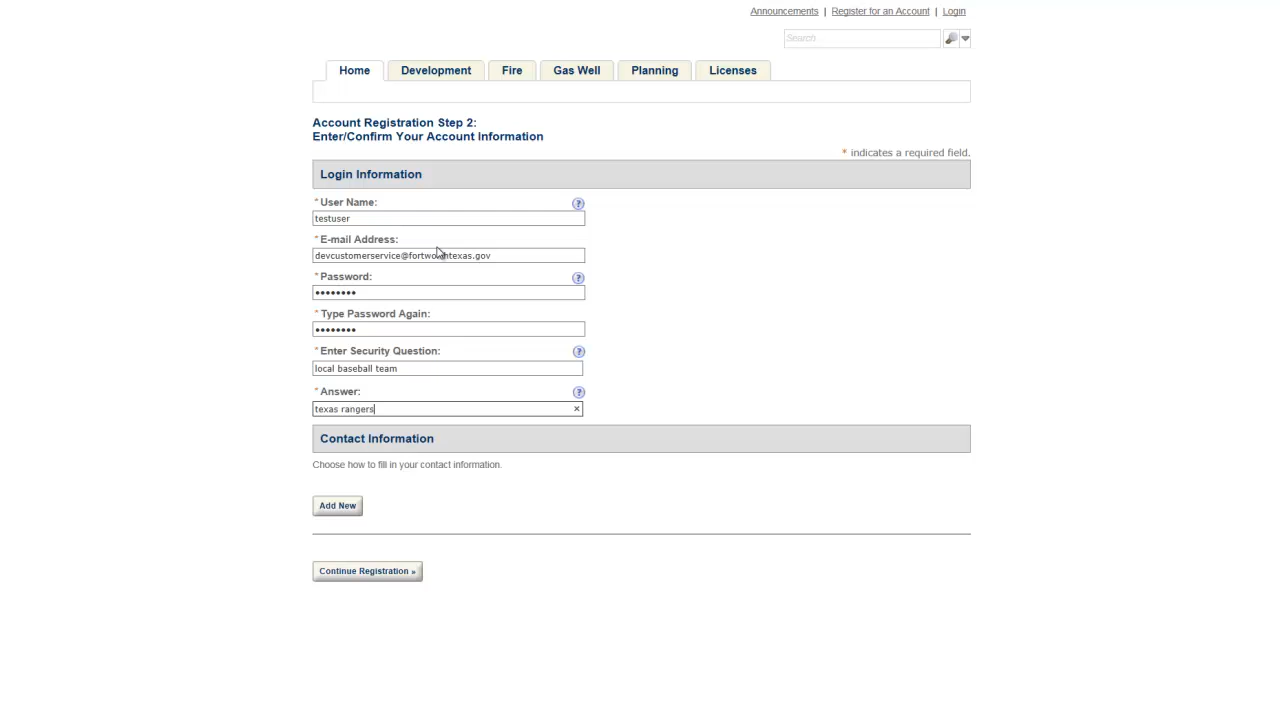 Announcements | Register for an Account | Login
Search
Home Development Fire Gas Well Planning Licenses
Account Registration Step 2:
Enter/Confirm Your Account Information
* indicates a required field.
Login Information
* User Name:
testuser
* E-mail Address:
devcustomerservice@fortworthtexas.gov
* Password:
••••••••
* Type Password Again:
••••••••
* Enter Security Question:
local baseball team
* Answer:
texas rangers
Contact Information
Choose how to fill in your contact information.
Add New
Continue Registration »